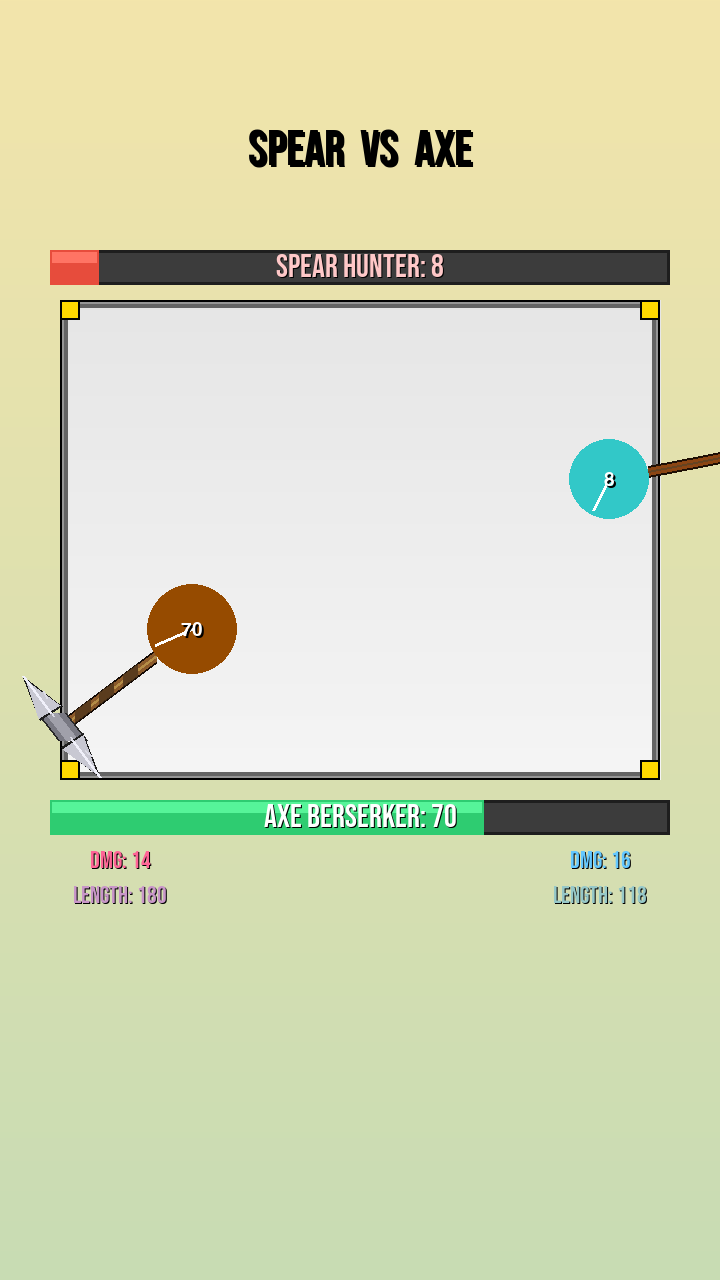 SPEAR VS AXE
SPEAR HUNTER: 8
8
70
AXE BERSERKER: 70
DMG: 14
DMG: 16
LENGTH: 180
LENGTH: 118